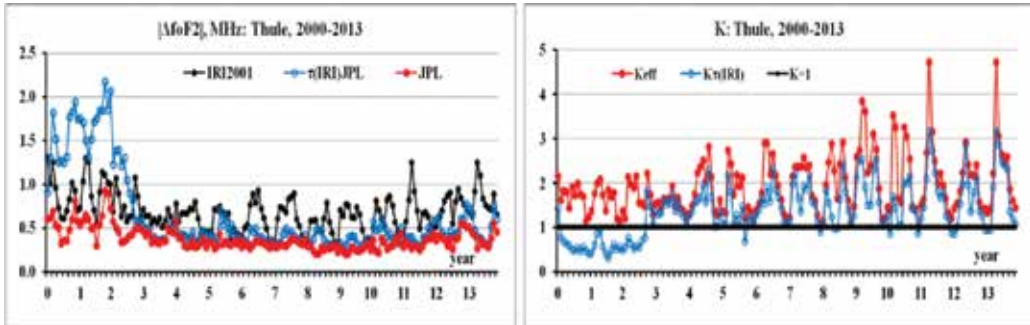 |ΔfoF2|, MHz: Thule, 2000-2013
2.5
IRI2001
τ(IRI)JPL
JPL
2.0
1.5
1.0
0.5
0.0
year
0 1 2 3 4 5 6 7 8 9 10 11 12 13
K: Thule, 2000-2013
5
Keff
Kτ(IRI)
K=1
4
3
2
1
0
year
0 1 2 3 4 5 6 7 8 9 10 11 12 13